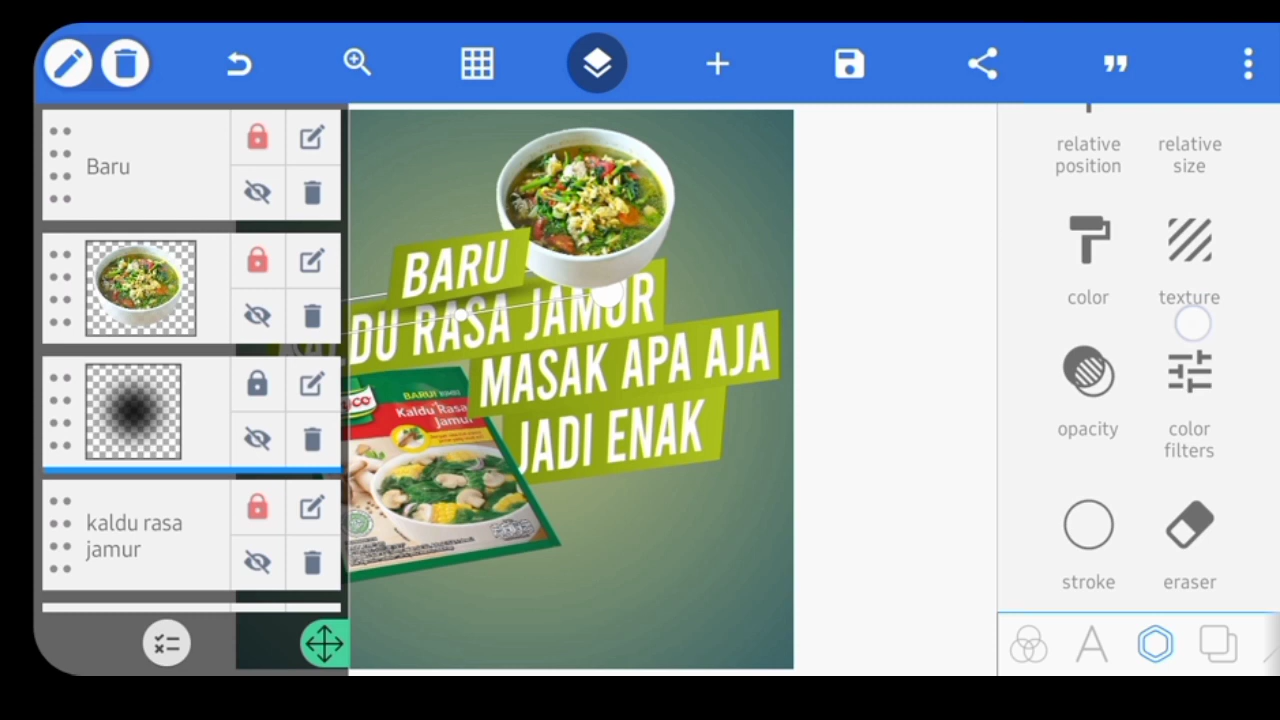 relative
position
relative
size
Baru
color
texture
BARU
DU RASA JAMUR
MASAK APA AJA
BARU!
Kaldu Rasa
Jamur
JADI ENAK
opacity
color
filters
kaldu rasa
jamur
stroke
eraser